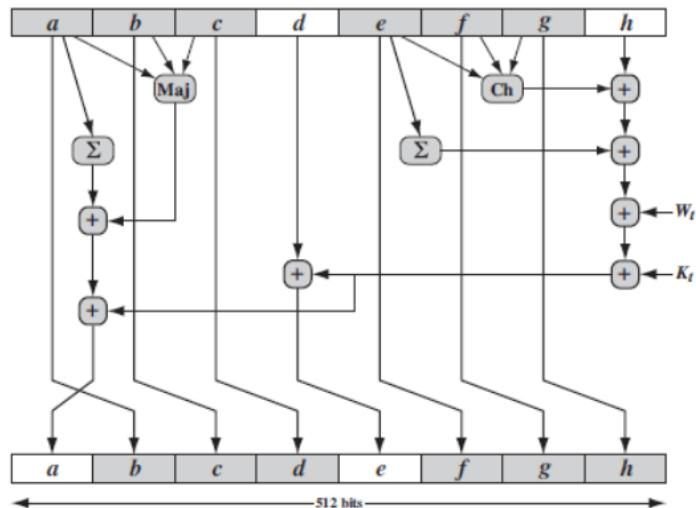 a b c d e f g h
Maj Ch +
Σ Σ +
+ + Wt
+ + Kt
+
a b c d e f g h
512 bits